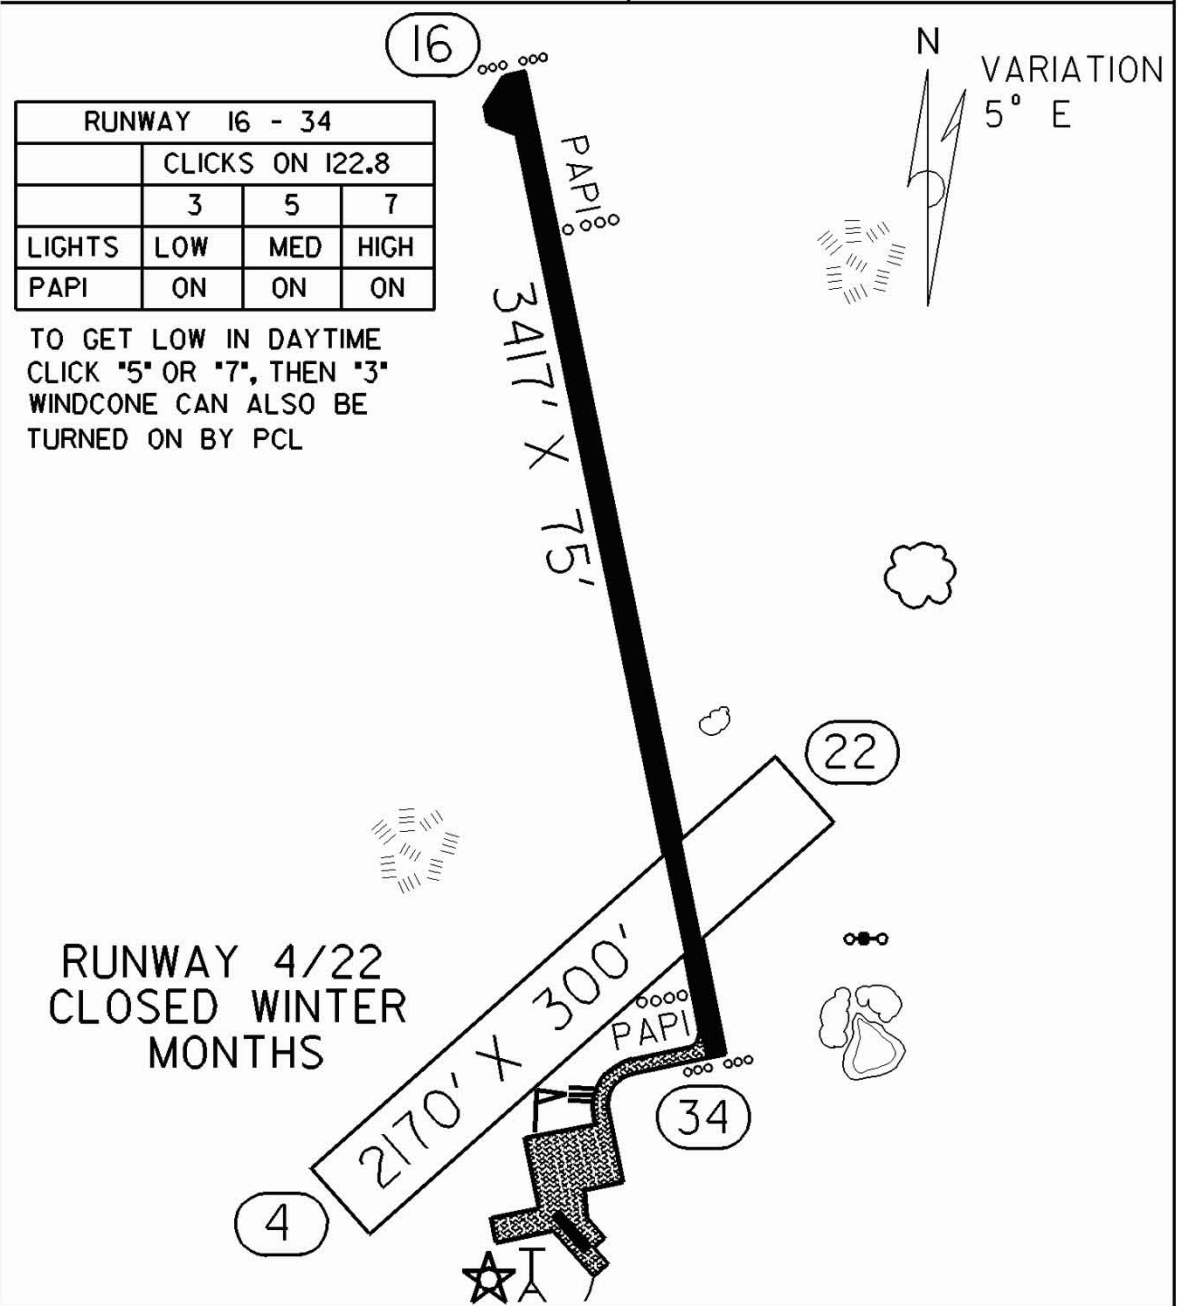 16
N
VARIATION
5° E
RUNWAY 16 - 34
CLICKS ON 122.8
3 5 7
LIGHTS LOW MED HIGH
PAPI ON ON ON
TO GET LOW IN DAYTIME
CLICK "5" OR "7", THEN "3"
WINDCONE CAN ALSO BE
TURNED ON BY PCL
PAPI
3417' X 75'
22
RUNWAY 4/22
CLOSED WINTER
MONTHS
2170' X 300'
PAPI
34
4